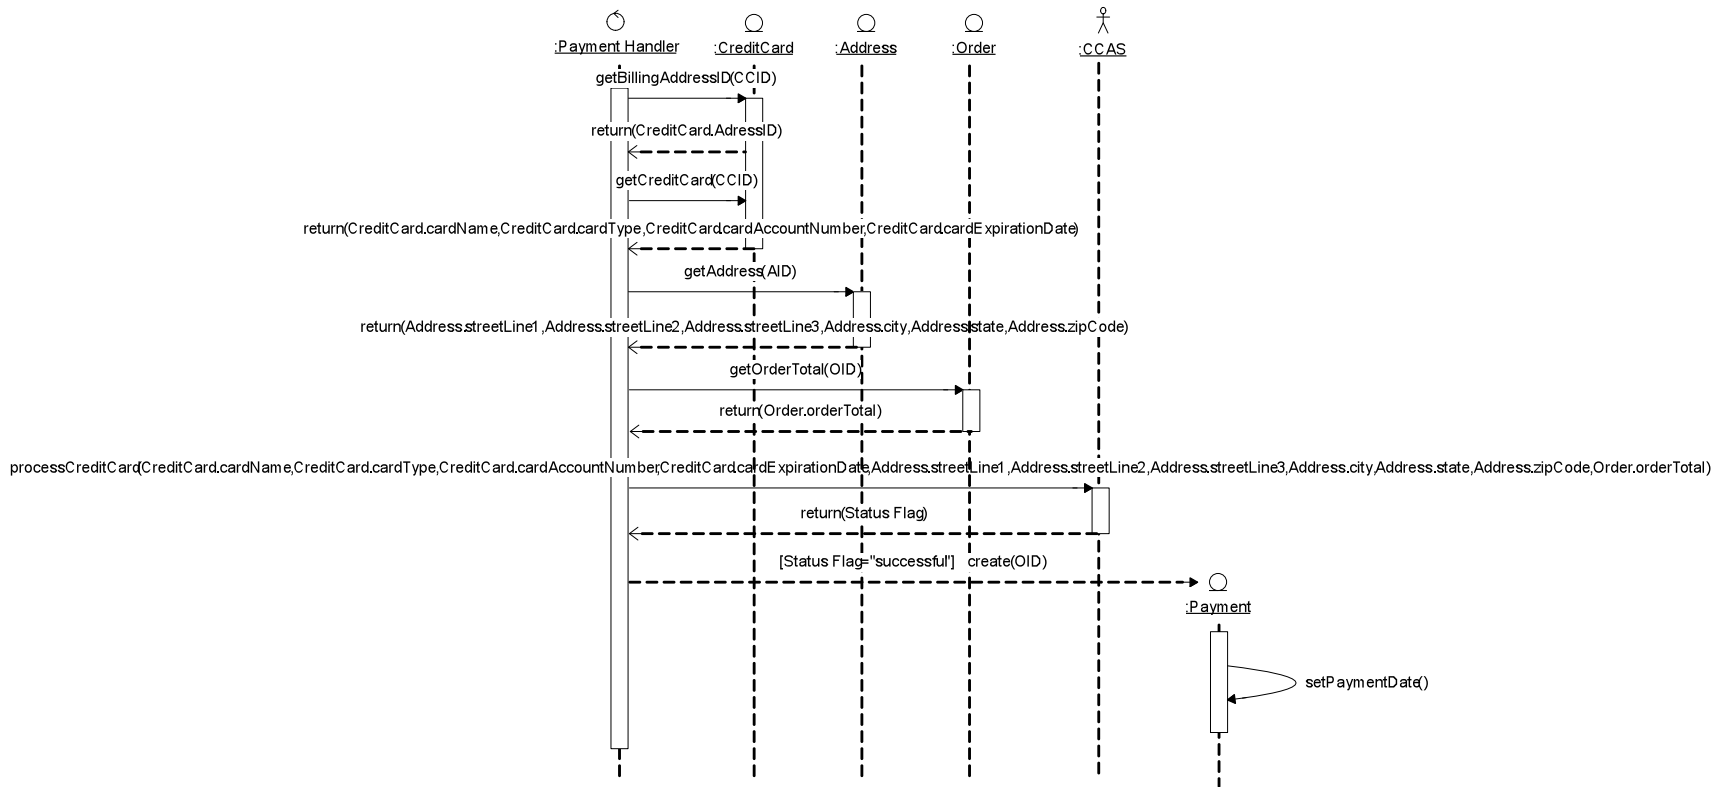 :Payment Handler
:CreditCard
:Address
:Order
:CCAS
getBillingAddressID(CCID)
return(CreditCard.AdressID)
getCreditCard(CCID)
return(CreditCard.cardName,CreditCard.cardType,CreditCard.cardAccountNumber,CreditCard.cardExpirationDate)
getAddress(AID)
return(Address.streetLine1,Address.streetLine2,Address.streetLine3,Address.city,Address.state,Address.zipCode)
getOrderTotal(OID)
return(Order.orderTotal)
processCreditCard(CreditCard.cardName,CreditCard.cardType,CreditCard.cardAccountNumber,CreditCard.cardExpirationDate,Address.streetLine1,Address.streetLine2,Address.streetLine3,Address.city,Address.state,Address.zipCode,Order.orderTotal)
return(Status Flag)
[Status Flag="successful"] create(OID)
:Payment
setPaymentDate()